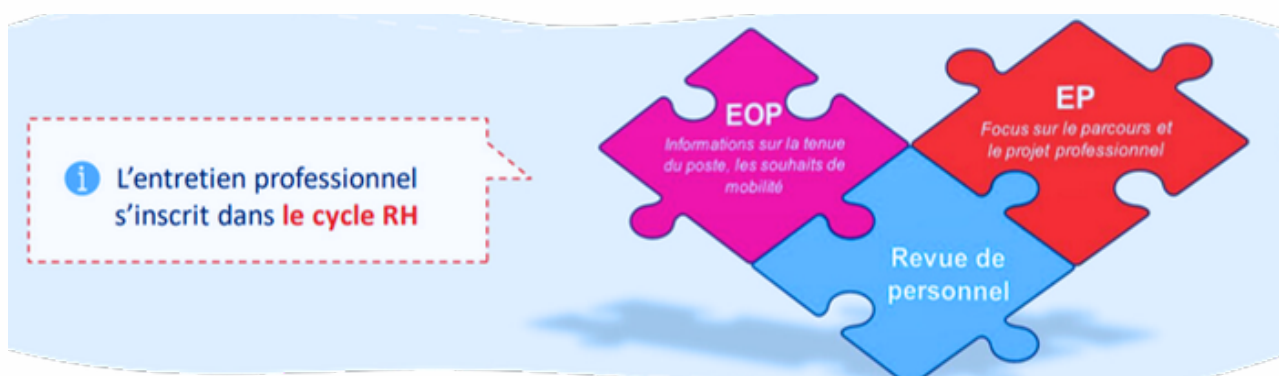 L'entretien professionnel
s'inscrit dans le cycle RH
EOP
Informations sur la tenue
du poste, les souhaits de
mobilité
EP
Focus sur le parcours et
le projet professionnel
Revue de
personnel